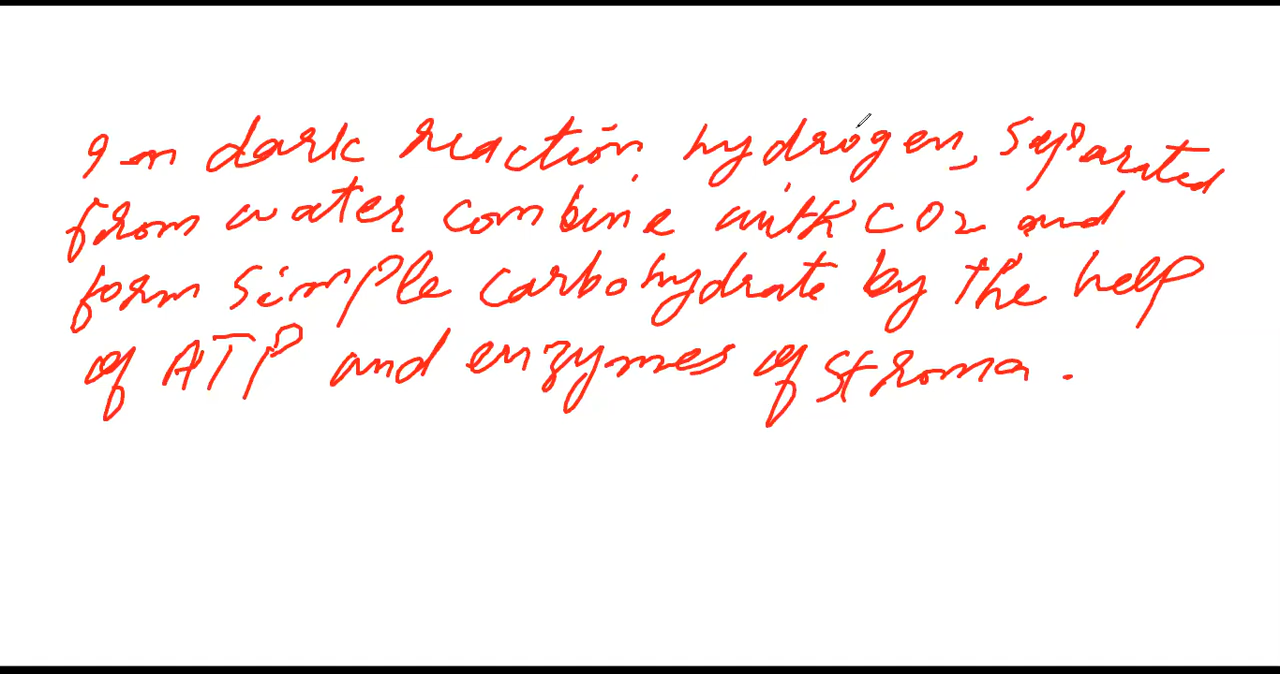 In dark reaction hydrogen, separated
from water combine with CO2 and
form simple carbohydrate by the help
of ATP and enzymes of stroma.